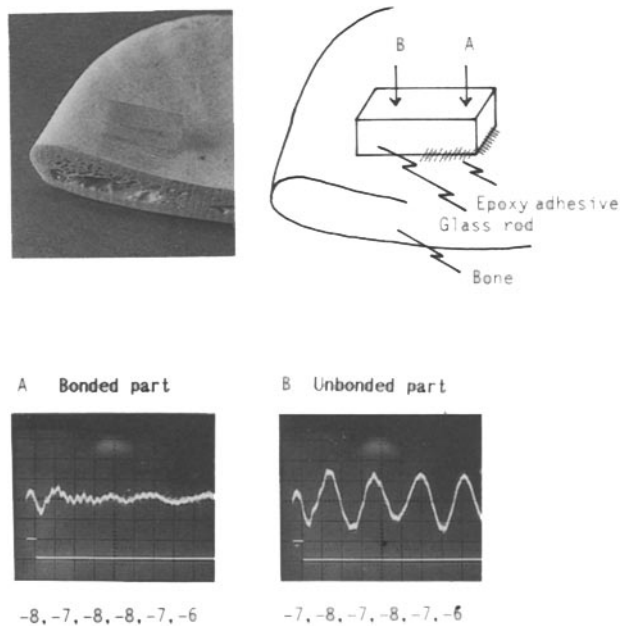 B A
Epoxy adhesive
Glass rod
Bone
A Bonded part
B Unbonded part
-8,-7,-8,-8,-7,-6
-7,-8,-7,-8,-7,-6